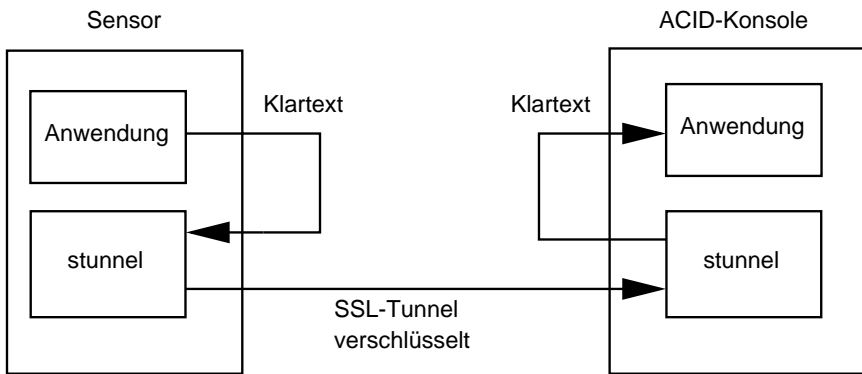 Sensor
ACID-Konsole
Klartext
Klartext
Anwendung
Anwendung
stunnel
stunnel
SSL-Tunnel
verschlüsselt